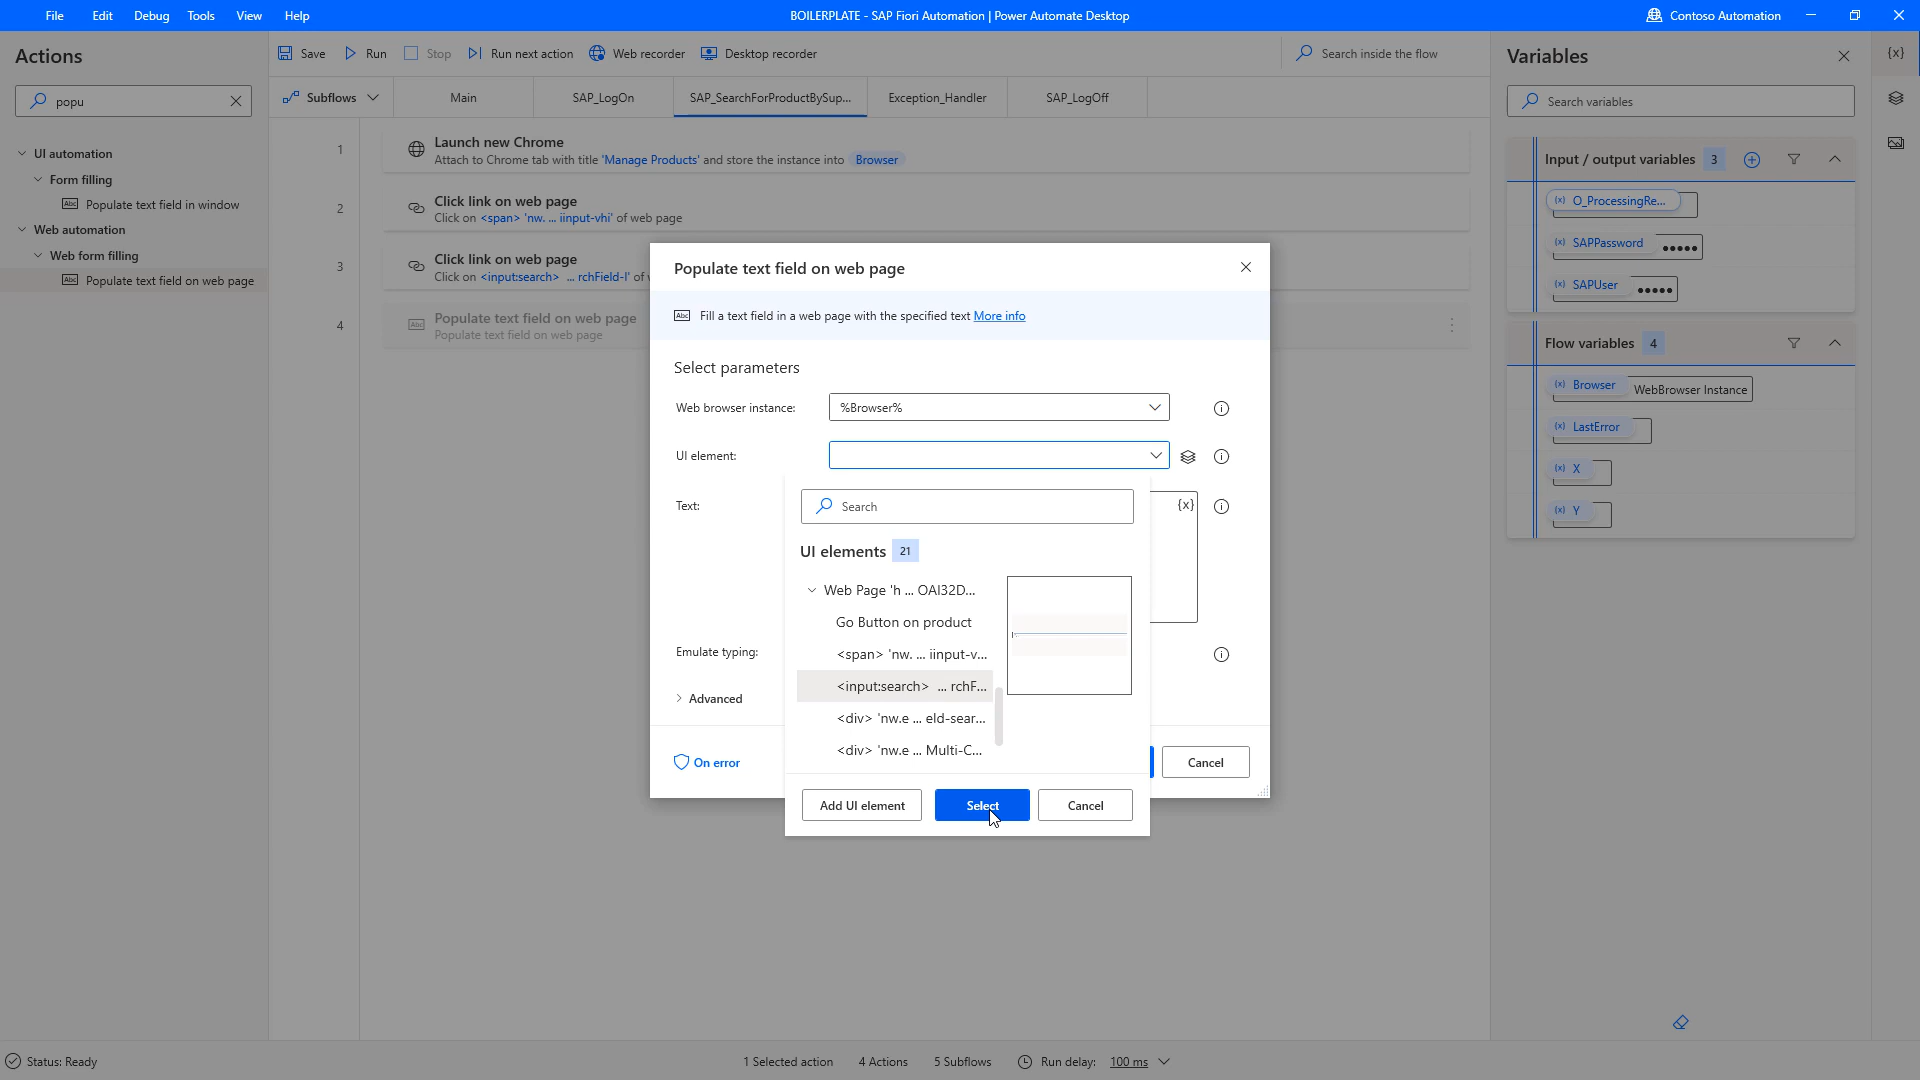 File Edit Debug Tools View Help
BOILERPLATE - SAP Fiori Automation | Power Automate Desktop
Contoso Automation
Actions
popu
UI automation
Form filling
Populate text field in window
Web automation
Web form filling
Populate text field on web page
Save Run Stop Run next action Web recorder Desktop recorder
Search inside the flow
Subflows Main SAP_LogOn SAP_SearchForProductBySup... Exception_Handler SAP_LogOff
1
Launch new Chrome
Attach to Chrome tab with title 'Manage Products' and store the instance into Browser
2
Click link on web page
Click on <span> 'nw. ... iinput-vhi' of web page
3
Click link on web page
Click on <input:search> ... rchField-I' of
4
Populate text field on web page
Populate text field on web page
Populate text field on web page
Abc Fill a text field in a web page with the specified text More info
Select parameters
Web browser instance: %Browser%
UI element:
Text: {x}
Search
UI elements 21
Web Page 'h ... OAI32D...
Go Button on product
<span> 'nw. ... iinput-v...
<input:search> ... rchF...
<div> 'nw.e ... eld-sear...
<div> 'nw.e ... Multi-C...
Emulate typing:
Advanced
On error
Cancel
Add UI element Select Cancel
Variables
{x}
Search variables
Input / output variables 3
(x) O_ProcessingRe...
(x) SAPPassword ●●●●●
(x) SAPUser ●●●●●
Flow variables 4
(x) Browser WebBrowser Instance
(x) LastError
(x) X
(x) Y
Status: Ready
1 Selected action 4 Actions 5 Subflows Run delay: 100 ms